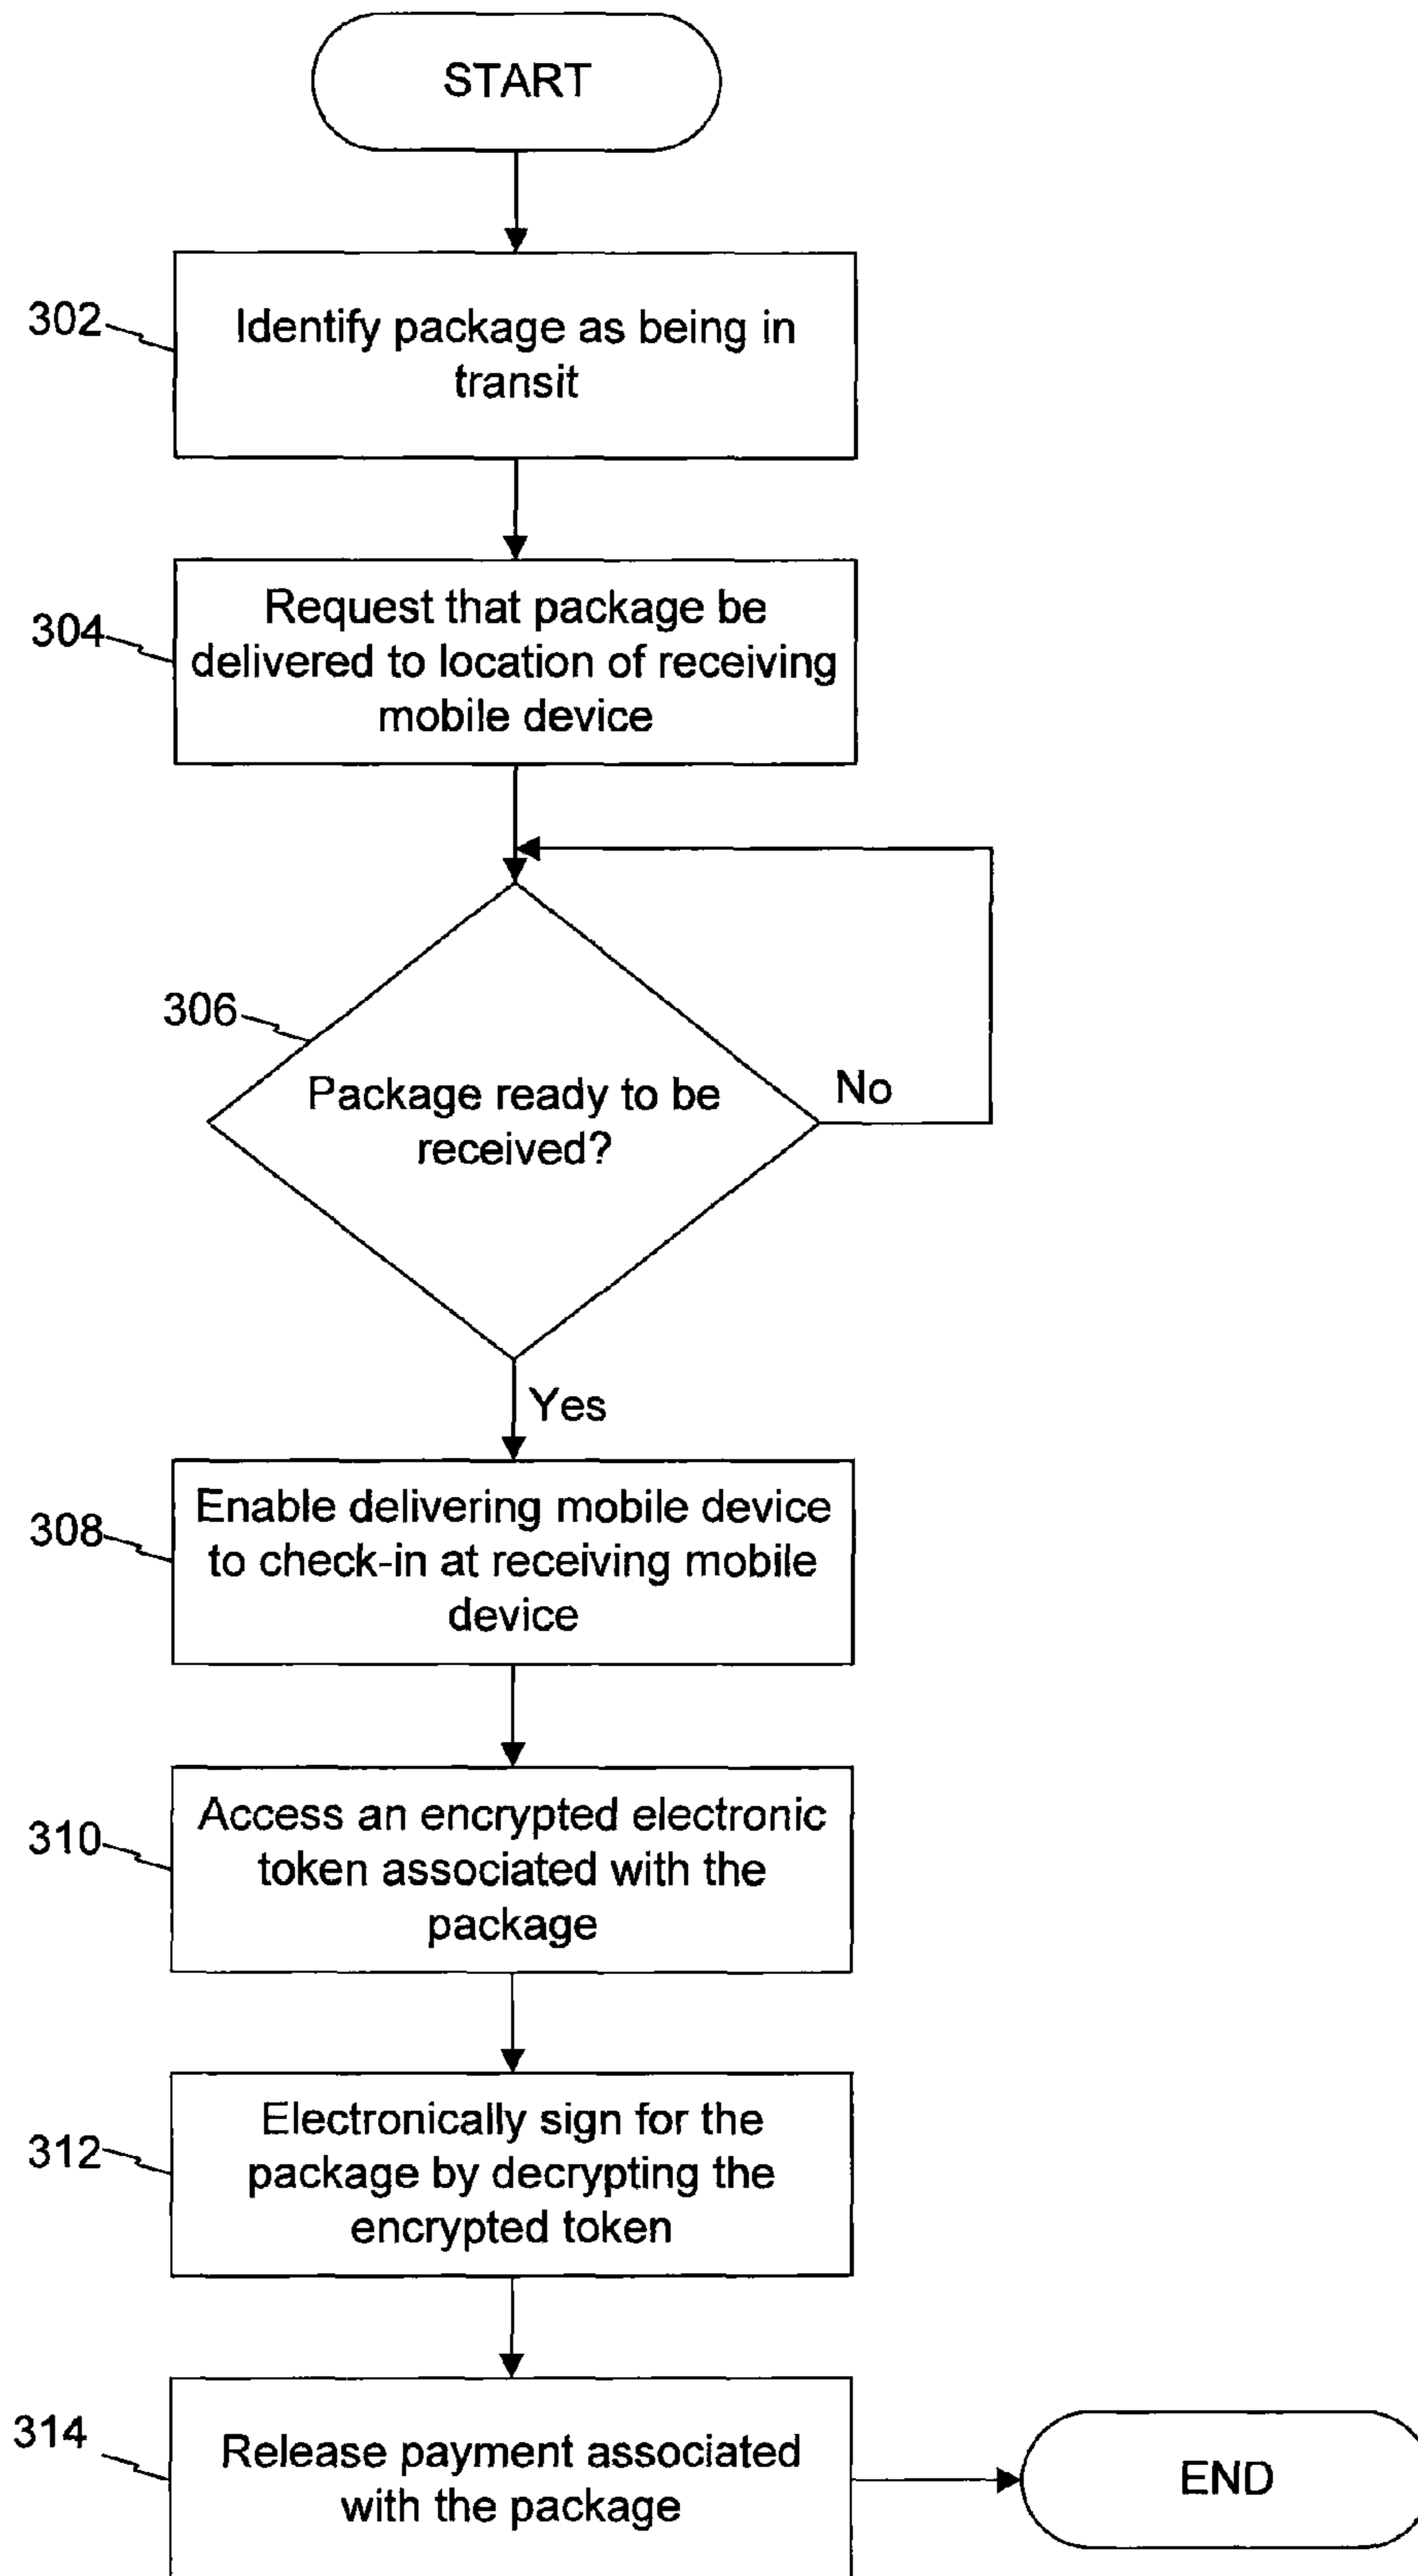 START
302
Identify package as being in
transit
304
Request that package be
delivered to location of receiving
mobile device
306
Package ready to be
received?
No
Yes
308
Enable delivering mobile device
to check-in at receiving mobile
device
310
Access an encrypted electronic
token associated with the
package
312
Electronically sign for the
package by decrypting the
encrypted token
314
Release payment associated
with the package
END